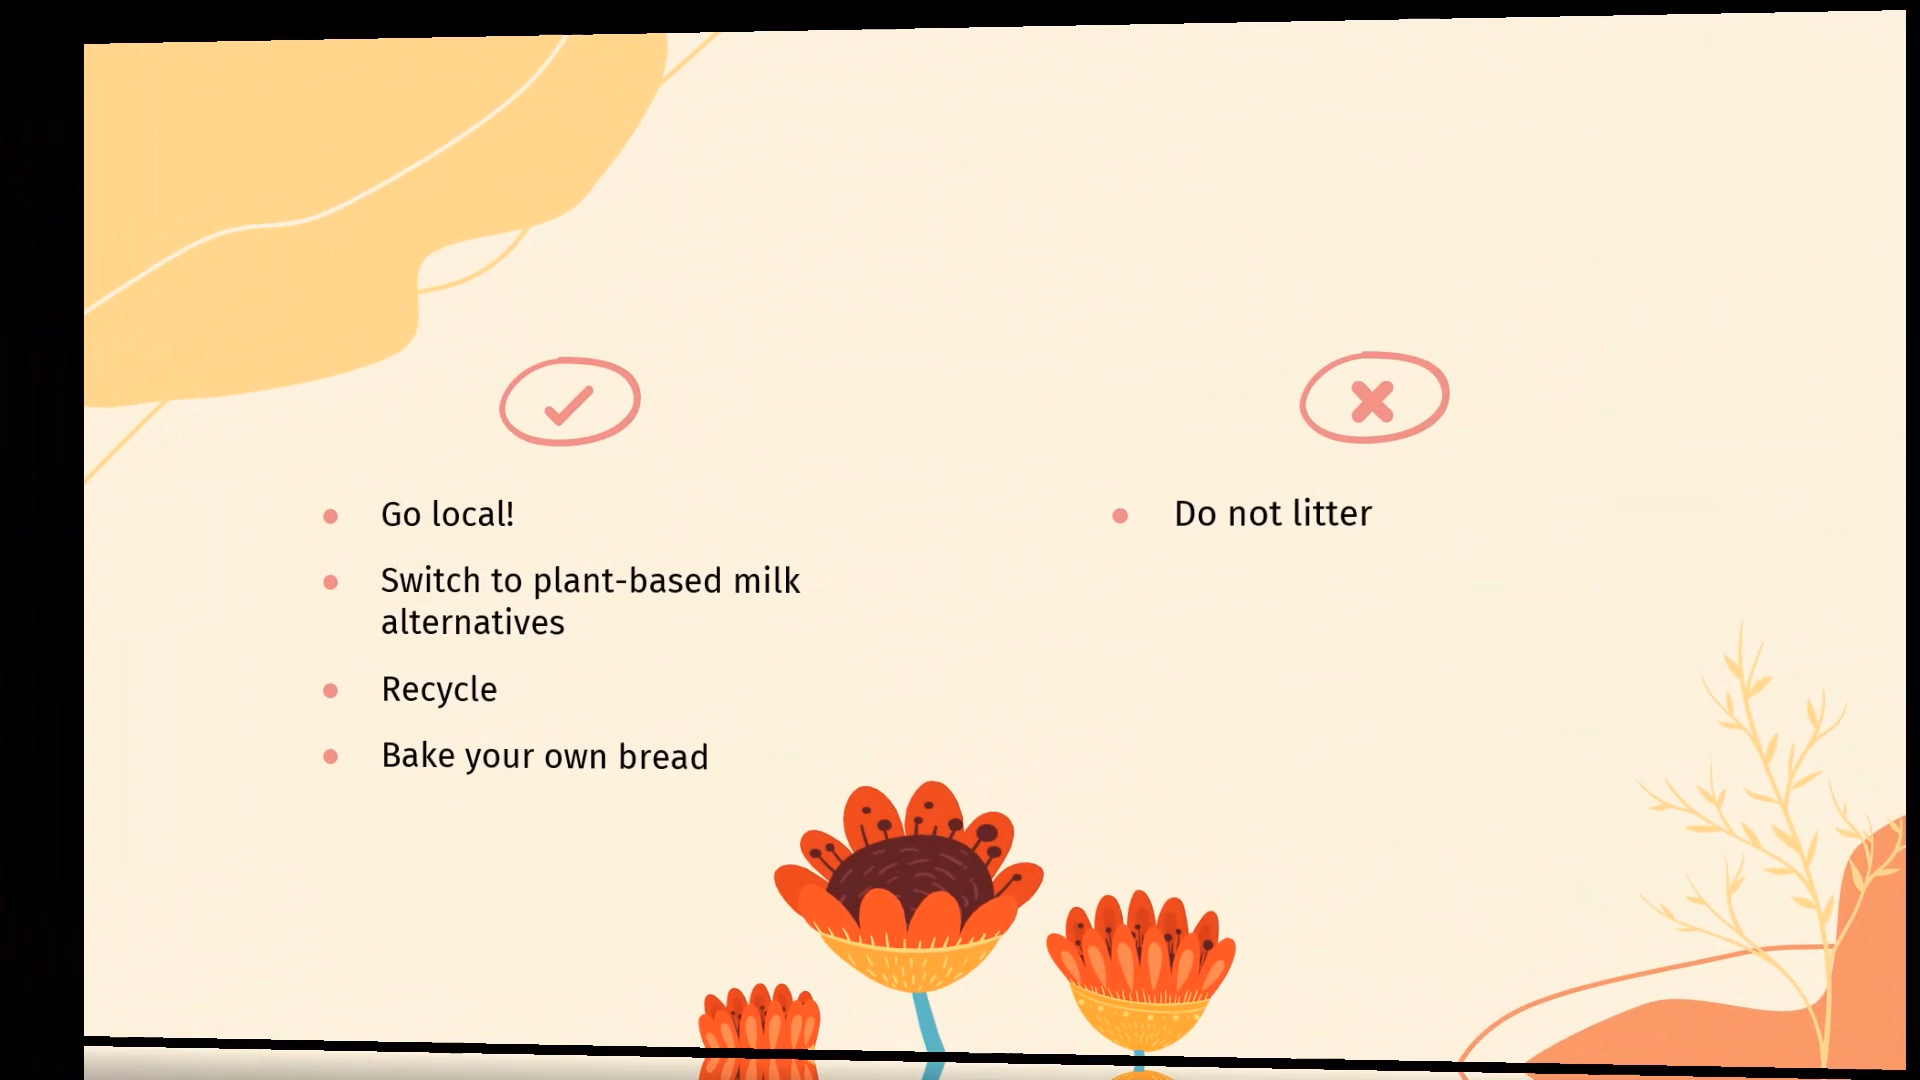 Go local!
Switch to plant-based milk
alternatives
Recycle
Bake your own bread
Do not litter